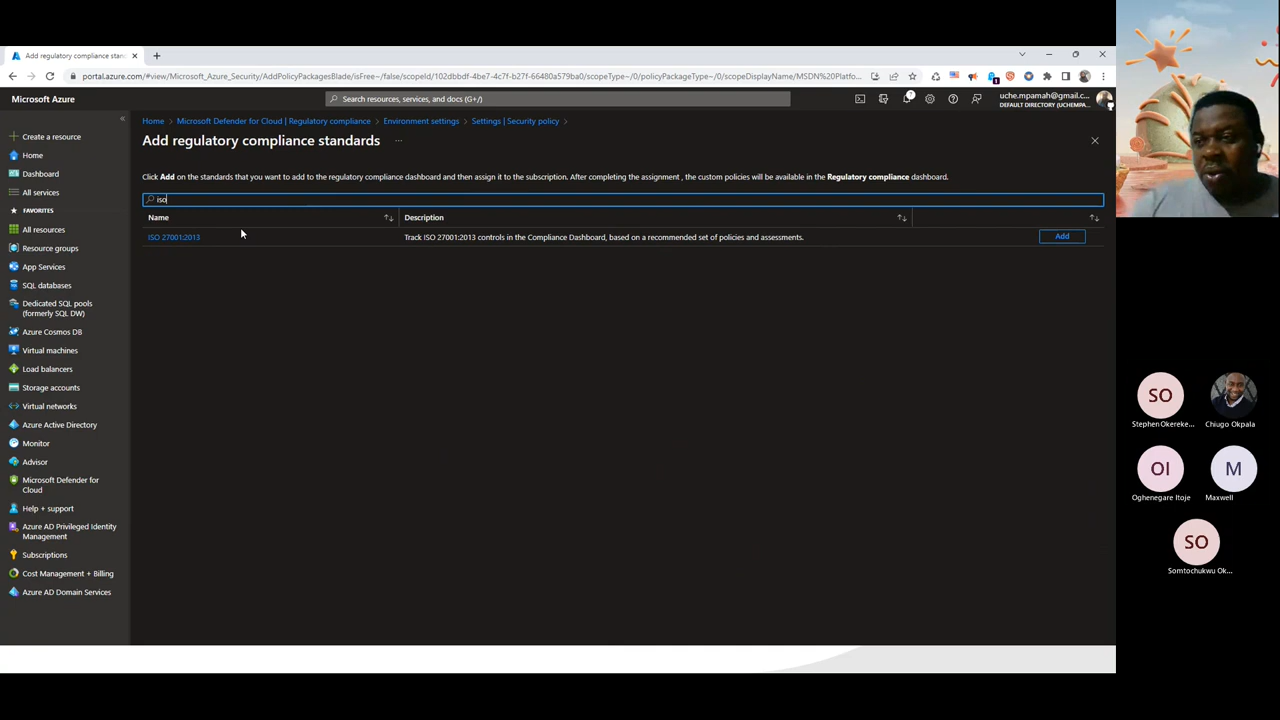 Add regulatory compliance stan
portal.azure.com/#view/Microsoft_Azure_Security/AddPolicyPackagesBlade/isFree~/false/scopeId/102dbbdf-4be7-4c7f-b27f-66480a579ba0/scopeType~/0/policyPackageType~/0/scopeDisplayName/MSDN%20Platfo...
Microsoft Azure
Search resources, services, and docs (G+/)
1
uche.mpamah@gmail.c...
DEFAULT DIRECTORY (UCHEMPA...
Home > Microsoft Defender for Cloud | Regulatory compliance > Environment settings > Settings | Security policy >
Add regulatory compliance standards ...
Click Add on the standards that you want to add to the regulatory compliance dashboard and then assign it to the subscription. After completing the assignment , the custom policies will be available in the Regulatory compliance dashboard.
iso
Name
Description
ISO 27001:2013
Track ISO 27001:2013 controls in the Compliance Dashboard, based on a recommended set of policies and assessments.
Add
Create a resource
Home
Dashboard
All services
FAVORITES
All resources
Resource groups
App Services
SQL databases
Dedicated SQL pools
(formerly SQL DW)
Azure Cosmos DB
Virtual machines
Load balancers
Storage accounts
Virtual networks
Azure Active Directory
Monitor
Advisor
Microsoft Defender for
Cloud
Help + support
Azure AD Privileged Identity
Management
Subscriptions
Cost Management + Billing
Azure AD Domain Services
SO
Stephen Okereke...
Chiugo Okpala
OI
Oghenegare Itoje
M
Maxwell
SO
Somtochukwu Ok...